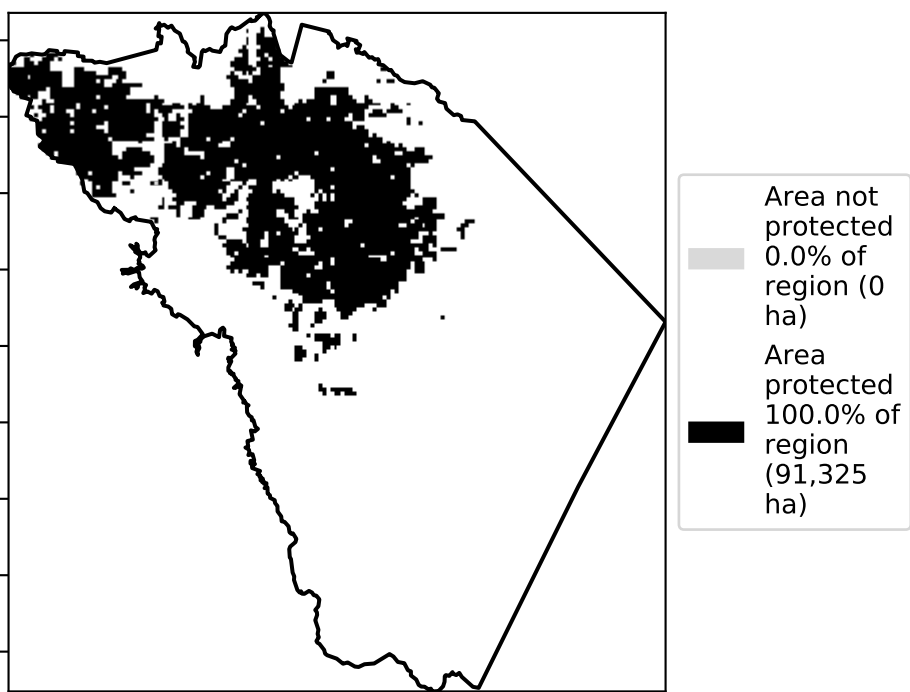 Area not
protected
0.0% of
region (0
ha)
Area
protected
100.0% of
region
(91,325
ha)